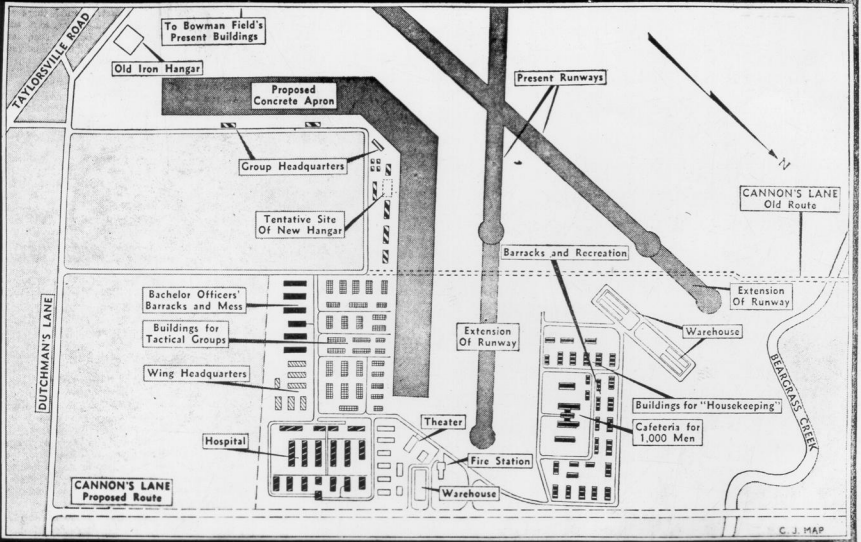 TAYLORSVILLE ROAD
To Bowman Field's
Present Buildings
Old Iron Hangar
Proposed
Concrete Apron
Present Runways
N
Group Headquarters
CANNON'S LANE
Old Route
Tentative Site
Of New Hangar
Barracks and Recreation
Bachelor Officers'
Barracks and Mess
Extension
Of Runway
Buildings for
Tactical Groups
Extension
Of Runway
Warehouse
DUTCHMAN'S LANE
BEARGRASS CREEK
Wing Headquarters
Buildings for "Housekeeping"
Theater
Cafeteria for
1,000 Men
Hospital
Fire Station
CANNON'S LANE
Proposed Route
Warehouse
C. J. MAP